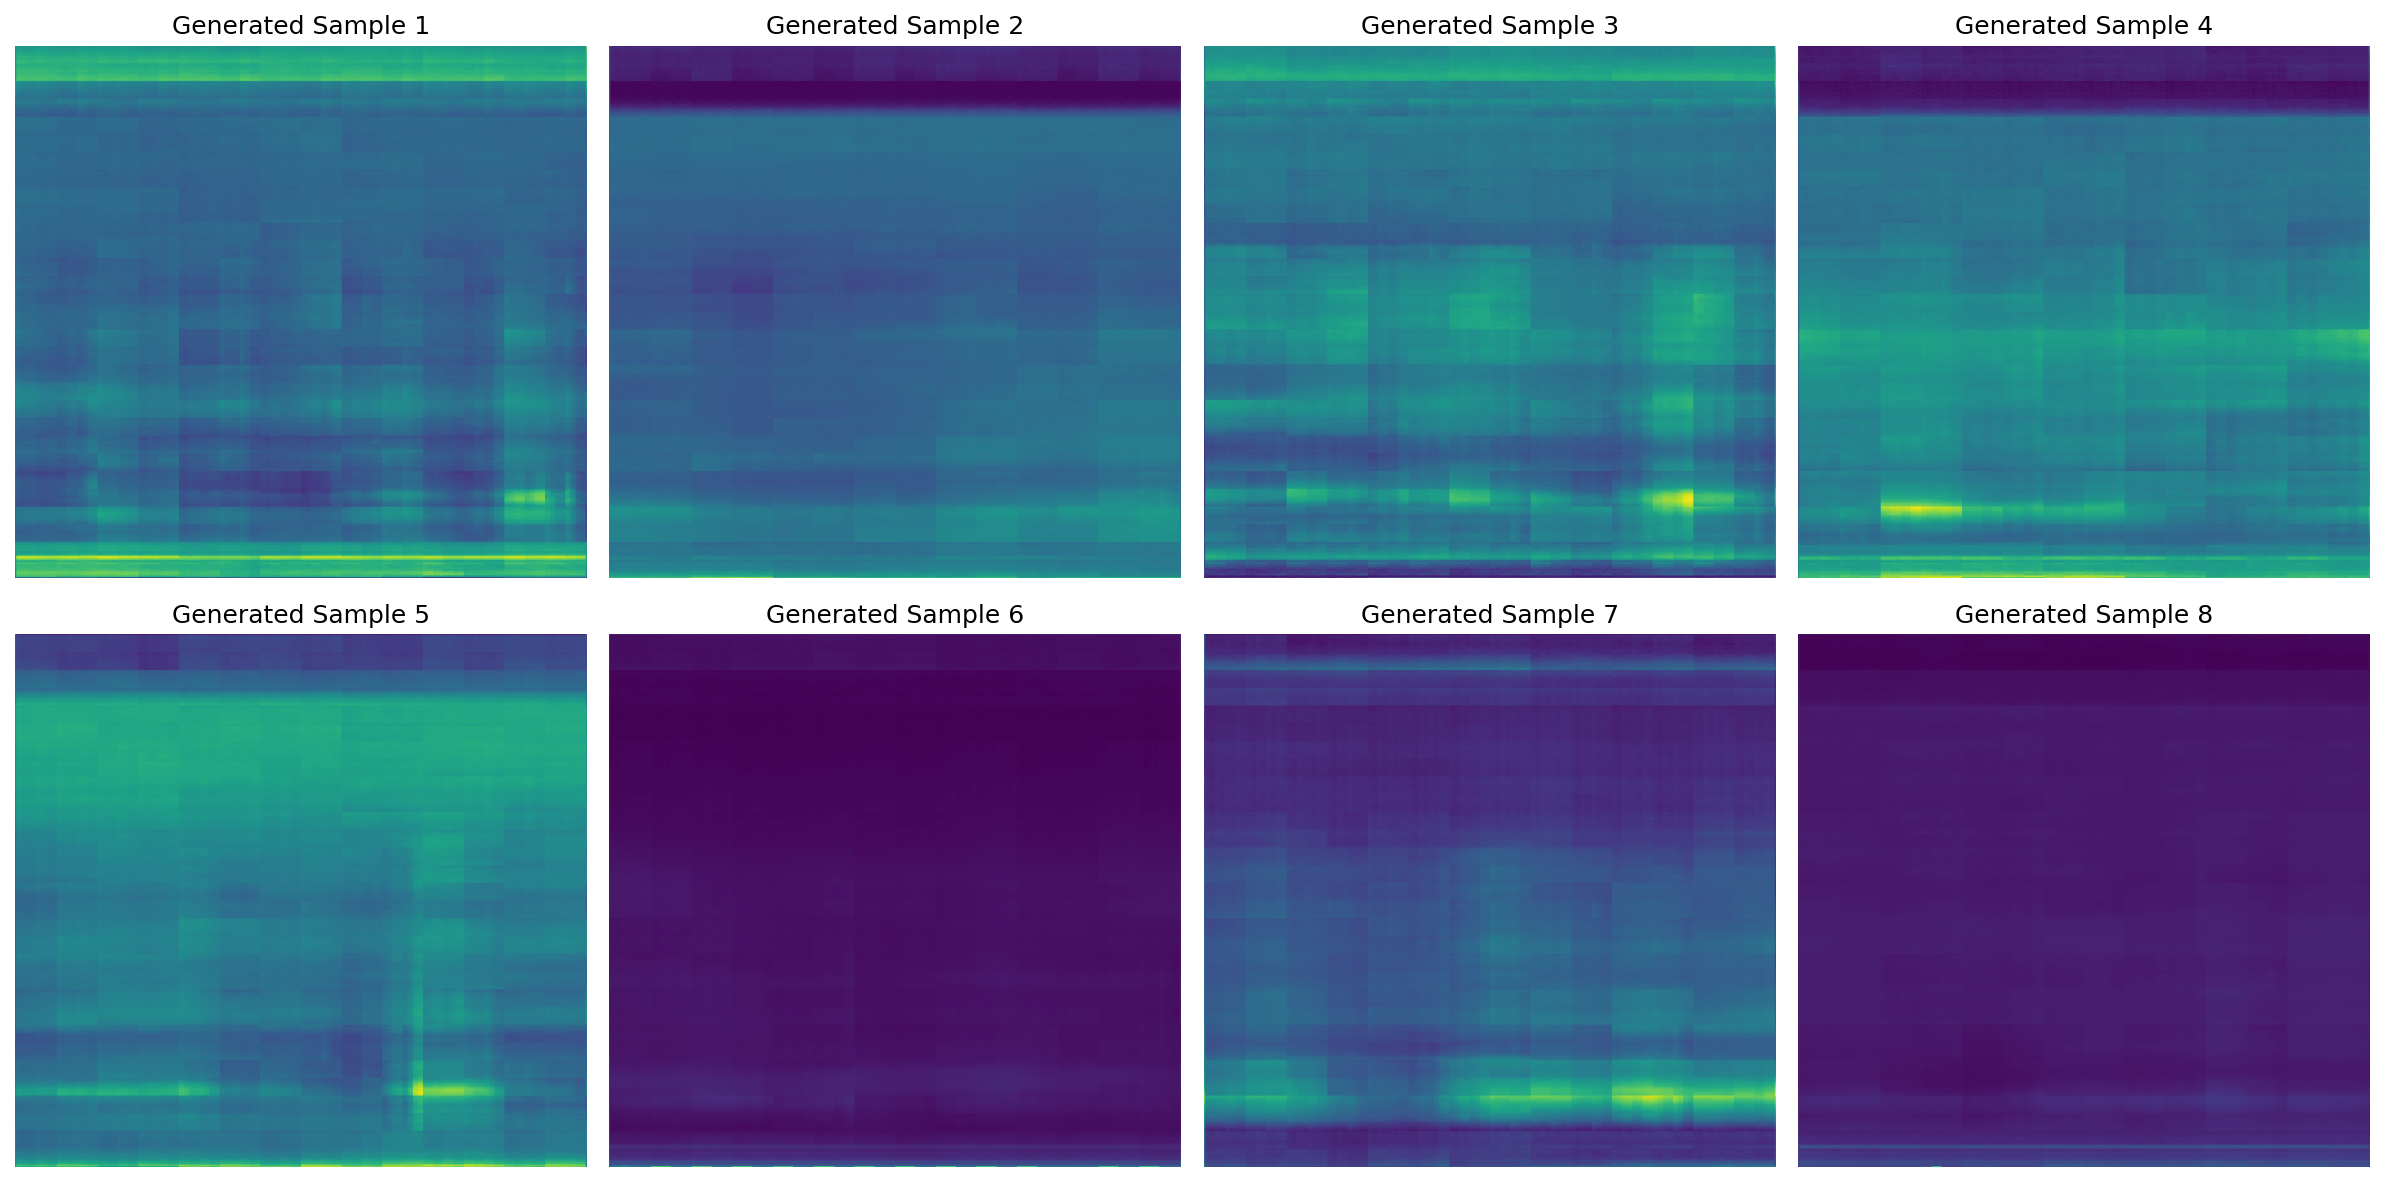 Generated Sample 1
Generated Sample 2
Generated Sample 3
Generated Sample 4
Generated Sample 5
Generated Sample 6
Generated Sample 7
Generated Sample 8